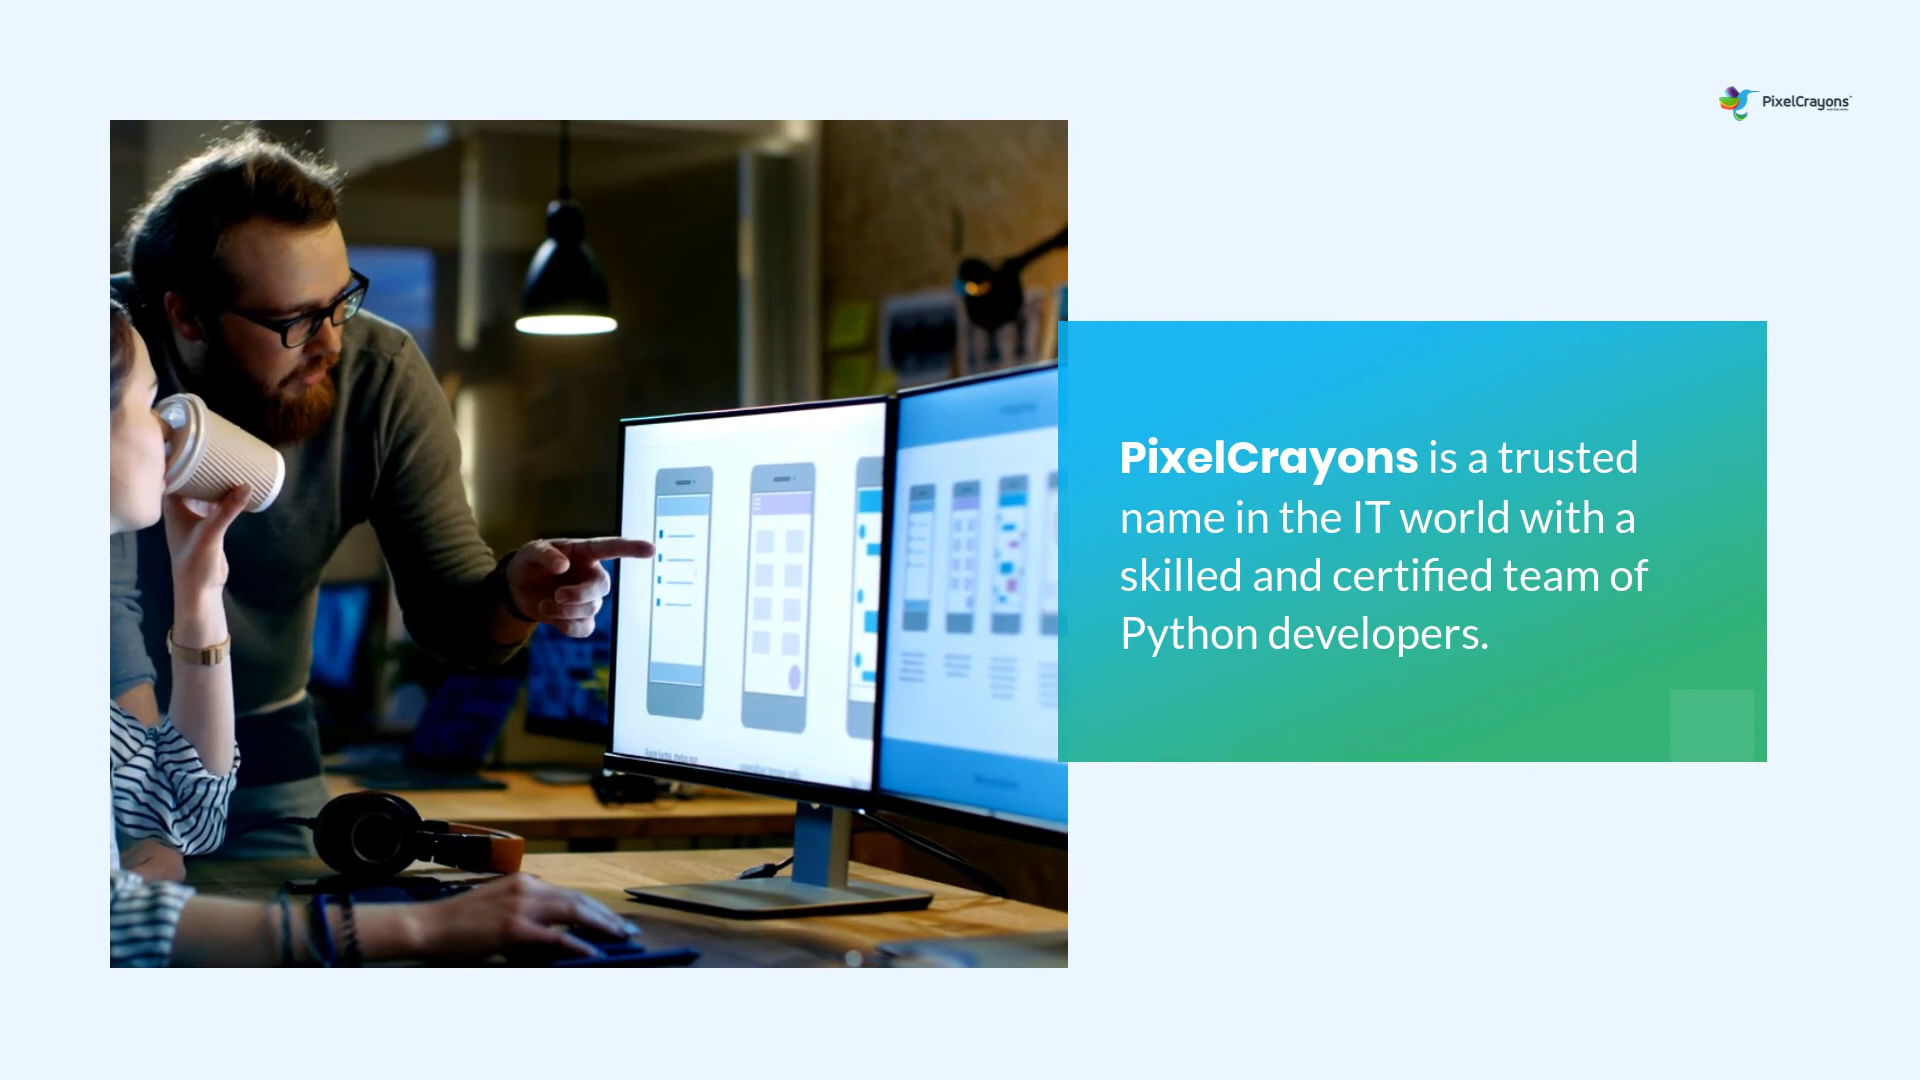 PixelCrayons
PixelCrayons is a trusted
name in the IT world with a
skilled and certified team of
Python developers.